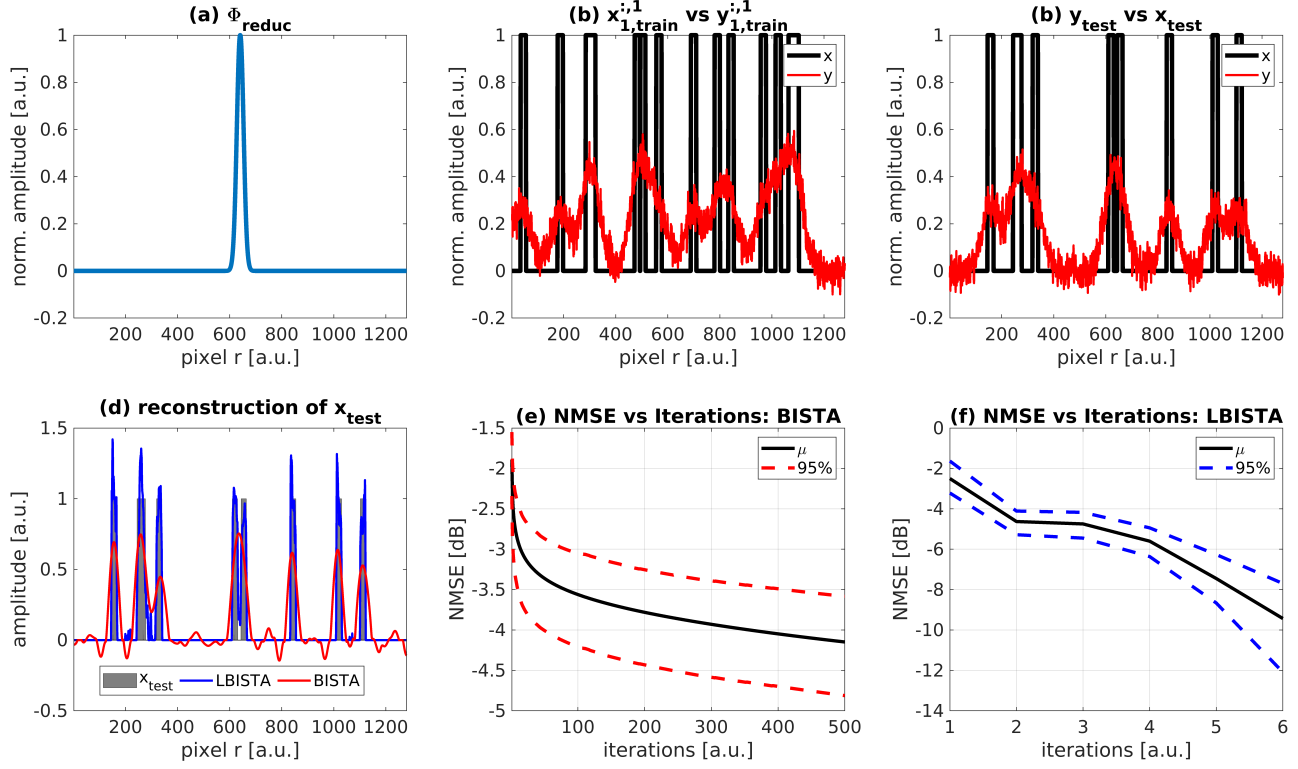 (a) Φreduc
norm. amplitude [a.u.]
1
0.8
0.6
0.4
0.2
0
-0.2
200 400 600 800 1000 1200
pixel r [a.u.]
(b) x:,11,train vs y:,11,train
norm. amplitude [a.u.]
1
0.8
0.6
0.4
0.2
0
-0.2
x
y
0 200 400 600 800 1000 1200
pixel r [a.u.]
(b) ytest vs xtest
norm. amplitude [a.u.]
1
0.8
0.6
0.4
0.2
0
-0.2
x
y
0 200 400 600 800 1000 1200
pixel r [a.u.]
(d) reconstruction of xtest
amplitude [a.u.]
1.5
1
0.5
0
-0.5
xtest LBISTA BISTA
200 400 600 800 1000 1200
pixel r [a.u.]
(e) NMSE vs Iterations: BISTA
NMSE [dB]
-1.5
-2
-2.5
-3
-3.5
-4
-4.5
-5
μ
95%
100 200 300 400 500
iterations [a.u.]
(f) NMSE vs Iterations: LBISTA
NMSE [dB]
0
-2
-4
-6
-8
-10
-12
-14
μ
95%
1 2 3 4 5 6
iterations [a.u.]